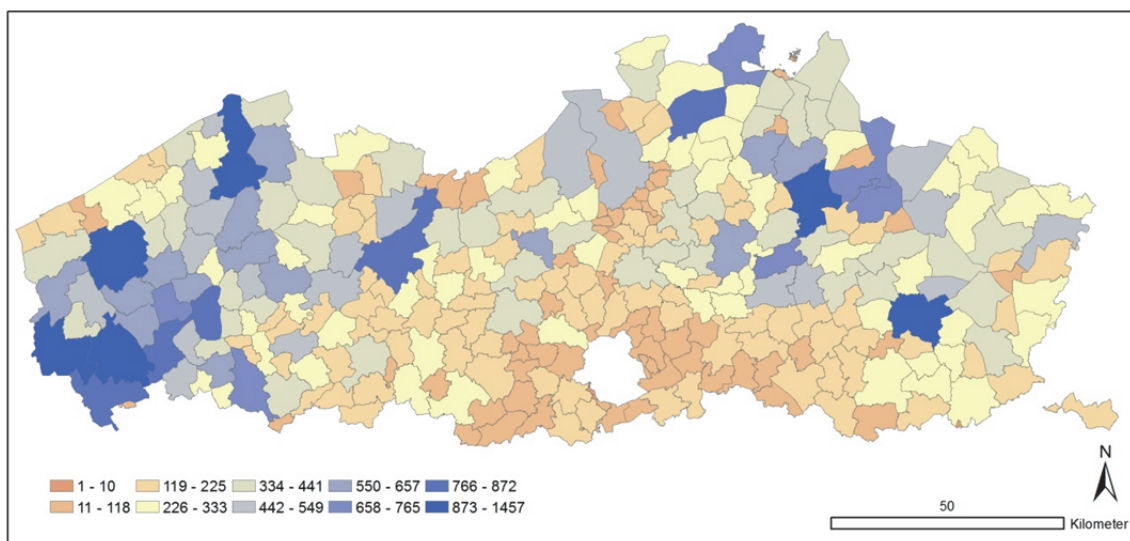 N
1 - 10 119 - 225 334 - 441 550 - 657 766 - 872
11 - 118 226 - 333 442 - 549 658 - 765 873 - 1457
50
Kilometer